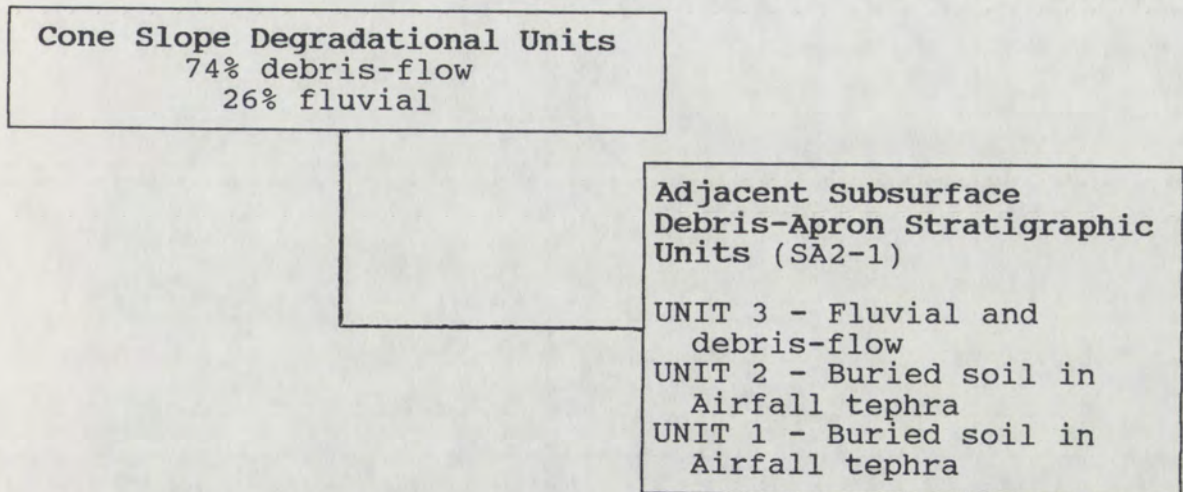 Cone Slope Degradational Units
74% debris-flow
26% fluvial
Adjacent Subsurface
Debris-Apron Stratigraphic
Units (SA2-1)
UNIT 3 - Fluvial and
debris-flow
UNIT 2 - Buried soil in
Airfall tephra
UNIT 1 - Buried soil in
Airfall tephra